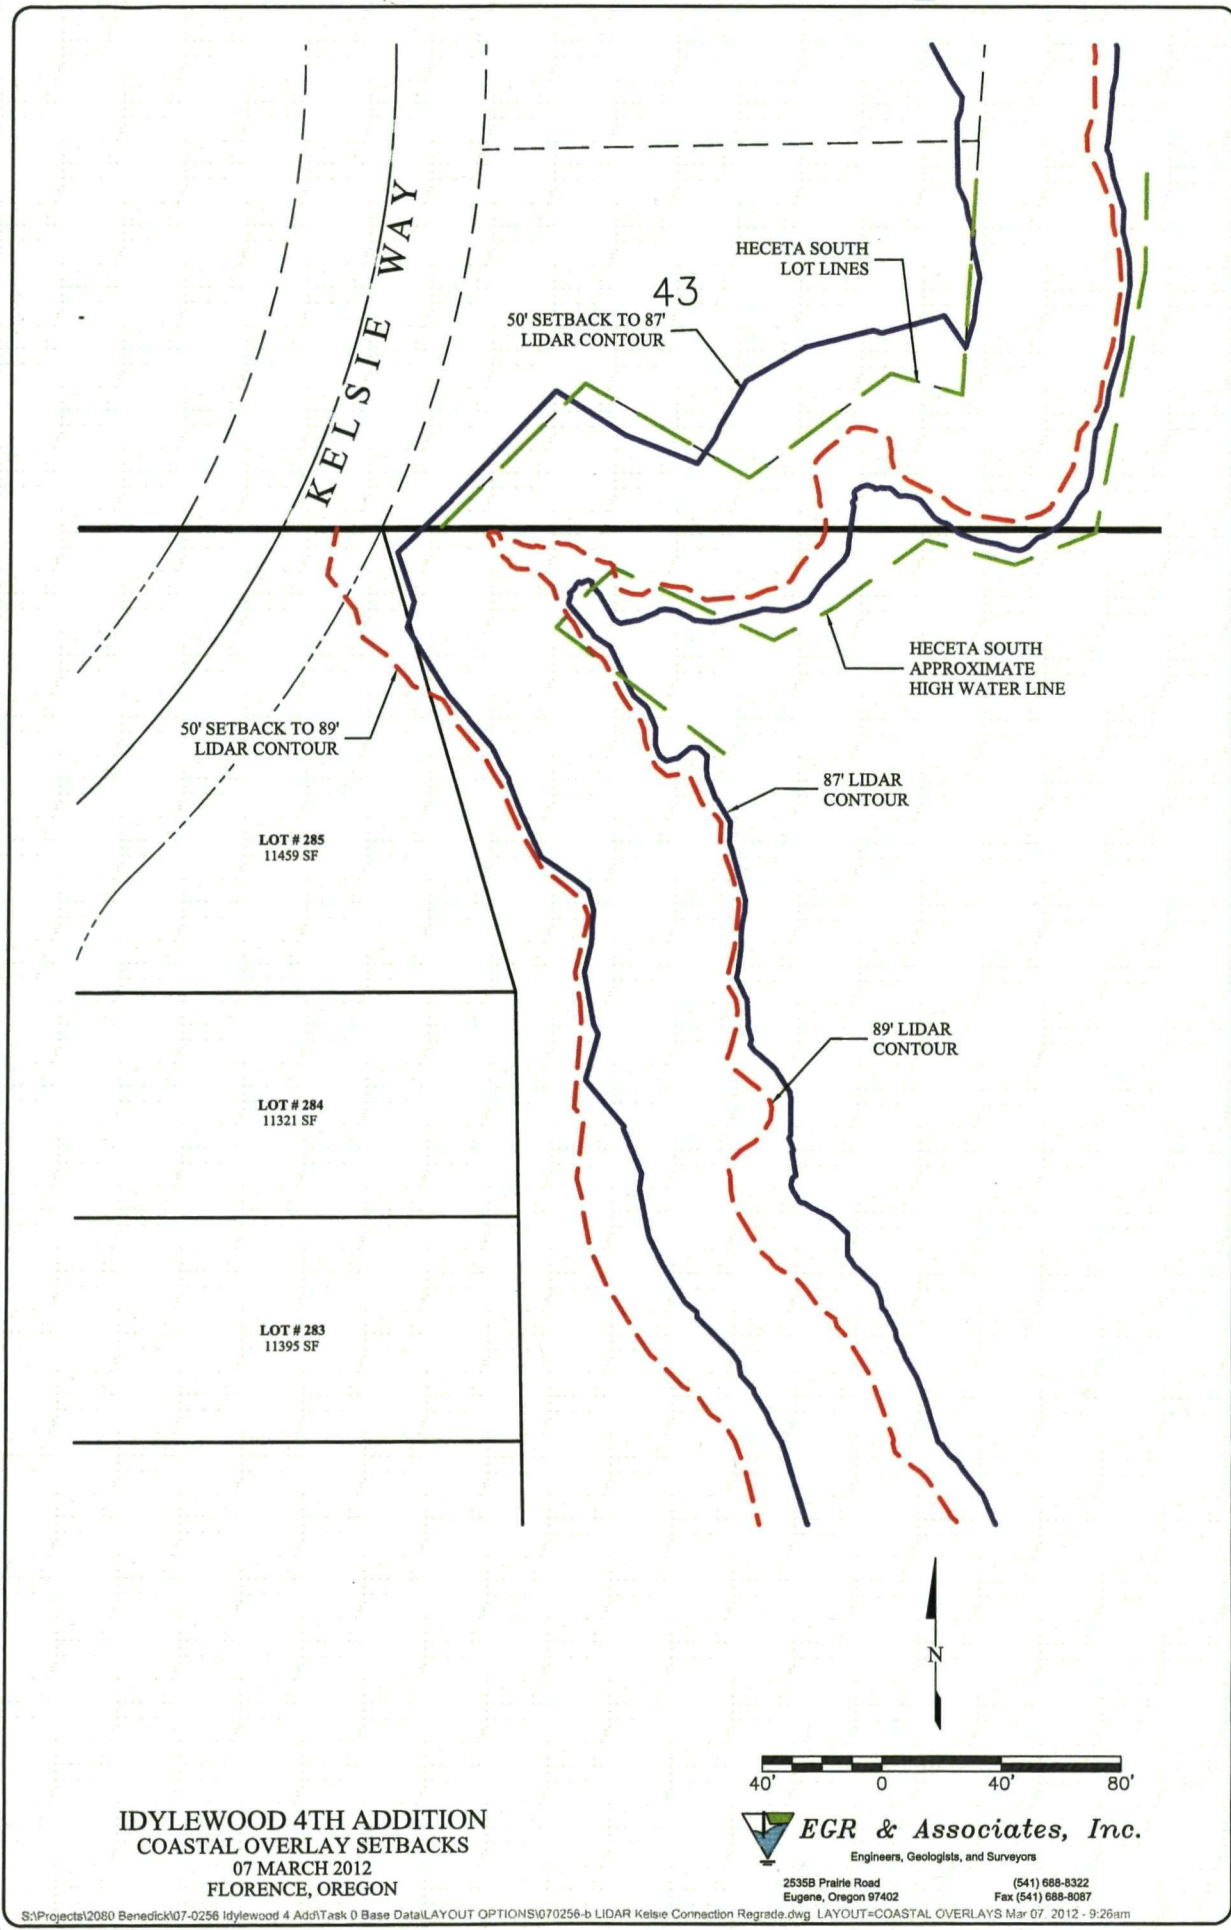 KELSIE WAY
HECETA SOUTH
LOT LINES
43
50' SETBACK TO 87'
LIDAR CONTOUR
HECETA SOUTH
APPROXIMATE
HIGH WATER LINE
50' SETBACK TO 89'
LIDAR CONTOUR
87' LIDAR
CONTOUR
LOT # 285
11459 SF
89' LIDAR
CONTOUR
LOT # 284
11321 SF
LOT # 283
11395 SF
N
40' 0 40' 80'
IDYLEWOOD 4TH ADDITION
COASTAL OVERLAY SETBACKS
07 MARCH 2012
FLORENCE, OREGON
EGR & Associates, Inc.
Engineers, Geologists, and Surveyors
2535B Prairie Road (541) 688-8322
Eugene, Oregon 97402 Fax (541) 688-8087
S:\Projects\2080 Benedick\07-0256 Idylewood 4 Add\Task 0 Base Data\LAYOUT OPTIONS\070256-b LIDAR Kelsie Connection Regrade.dwg LAYOUT=COASTAL OVERLAYS Mar 07, 2012 - 9:26am